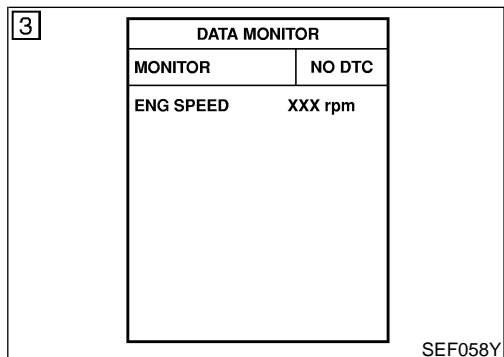 3
DATA MONITOR
MONITOR NO DTC
ENG SPEED XXX rpm
SEF058Y